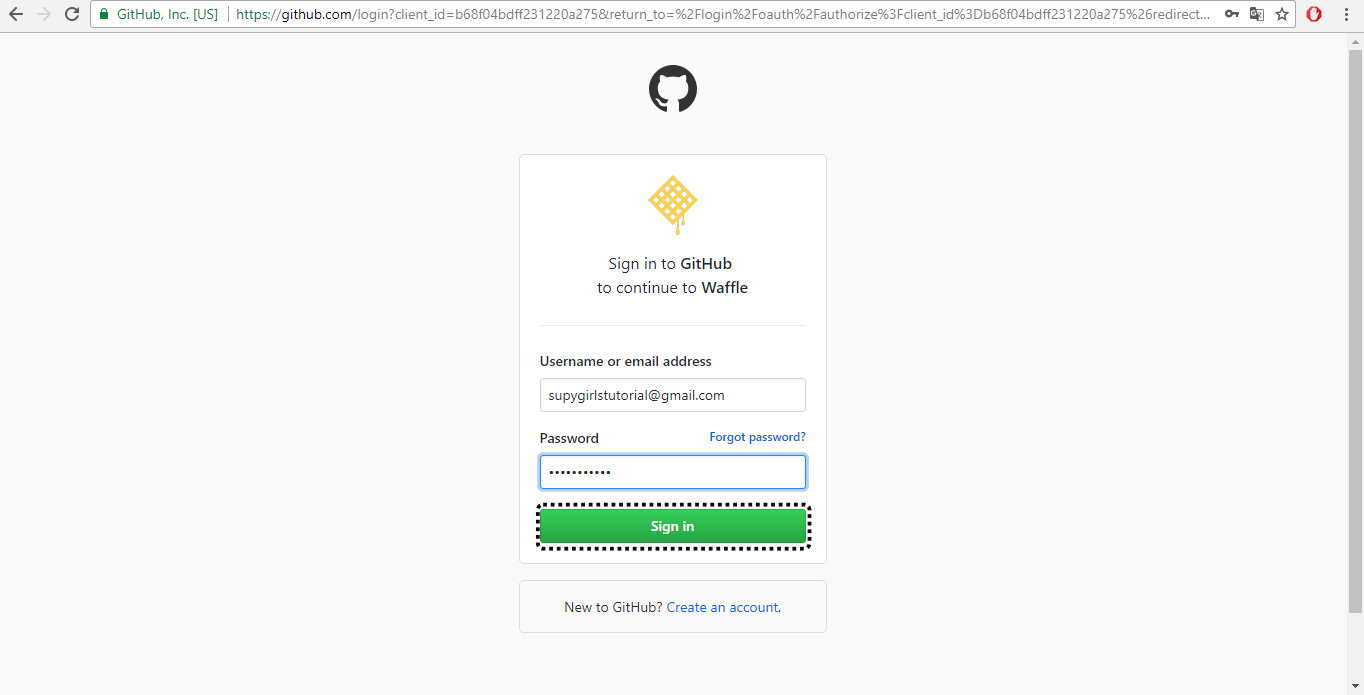 GitHub, Inc. [US]
https://github.com/login?client_id=b68f04bdff231220a275&return_to=%2Flogin%2Foauth%2Fauthorize%3Fclient_id%3Db68f04bdff231220a275%26redirect...
Sign in to GitHub
to continue to Waffle
Username or email address
supygirlstutorial@gmail.com
Password Forgot password?
•••••••••••
Sign in
New to GitHub? Create an account.